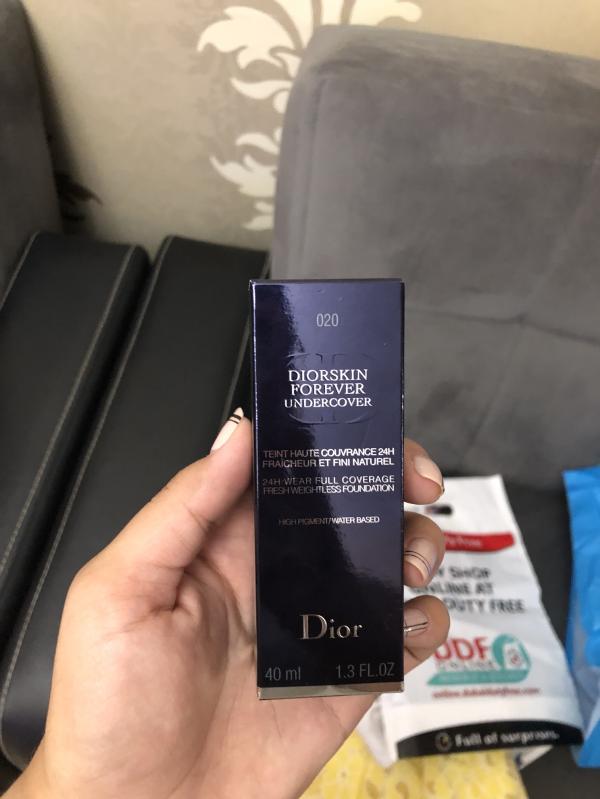 020
DIORSKIN
FOREVER
UNDERCOVER
TEINT HAUTE COUVRANCE 24H
FRAÎCHEUR ET FINI NATUREL
24H WEAR FULL COVERAGE
FRESH WEIGHTLESS FOUNDATION
HIGH PIGMENT/WATER BASED
Dior
40 ml 1.3 FL.OZ
SHOP
AT
DUTY FREE
DDF
Full of surprises.